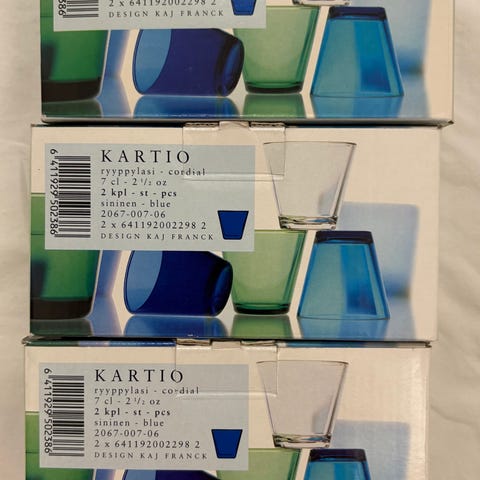 2 x 641192002298 2
DESIGN KAJ FRANCK
KARTIO
ryyppylasi - cordial
7 cl - 2 1/2 oz
2 kpl - st - pcs
sininen - blue
2067-007-06
2 x 641192002298 2
DESIGN KAJ FRANCK
6 411929 502386
KARTIO
ryyppylasi - cordial
7 cl - 2 1/2 oz
2 kpl - st - pcs
sininen - blue
2067-007-06
2 x 641192002298 2
DESIGN KAJ FRANCK
6 411929 502386